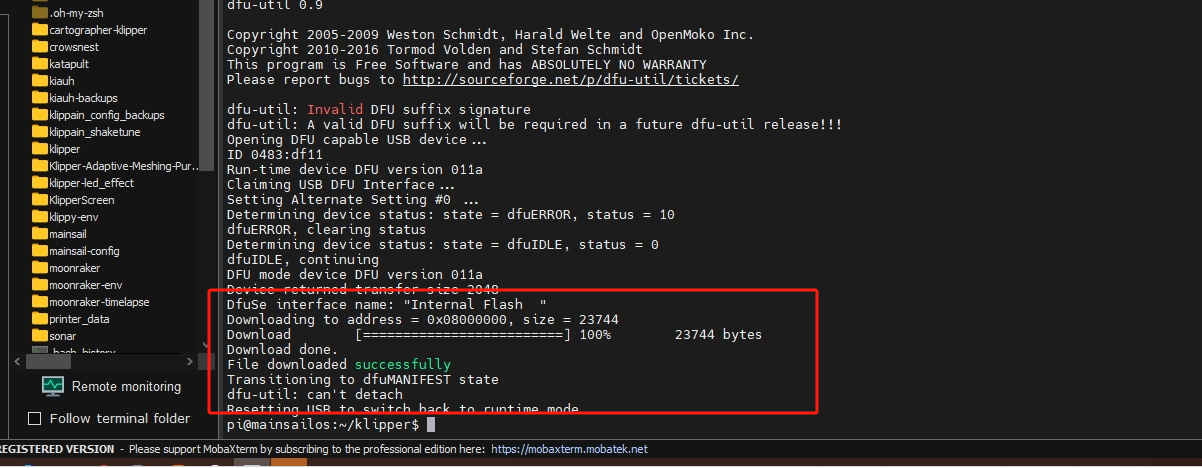 .oh-my-zsh
cartographer-klipper
crowsnest
katapult
kiauh
kiauh-backups
klippain_config_backups
klippain_shaketune
klipper
Klipper-Adaptive-Meshing-Pur...
klipper-led_effect
KlipperScreen
klippy-env
mainsail
mainsail-config
moonraker
moonraker-env
moonraker-timelapse
printer_data
sonar
.bash_history
Remote monitoring
Follow terminal folder
dfu-util 0.9
Copyright 2005-2009 Weston Schmidt, Harald Welte and OpenMoko Inc.
Copyright 2010-2016 Tormod Volden and Stefan Schmidt
This program is Free Software and has ABSOLUTELY NO WARRANTY
Please report bugs to http://sourceforge.net/p/dfu-util/tickets/
dfu-util: Invalid DFU suffix signature
dfu-util: A valid DFU suffix will be required in a future dfu-util release!!!
Opening DFU capable USB device...
ID 0483:df11
Run-time device DFU version 011a
Claiming USB DFU Interface...
Setting Alternate Setting #0 ...
Determining device status: state = dfuERROR, status = 10
dfuERROR, clearing status
Determining device status: state = dfuIDLE, status = 0
dfuIDLE, continuing
DFU mode device DFU version 011a
Device returned transfer size 2048
DfuSe interface name: "Internal Flash  "
Downloading to address = 0x08000000, size = 23744
Download [=========================] 100% 23744 bytes
Download done.
File downloaded successfully
Transitioning to dfuMANIFEST state
dfu-util: can't detach
Resetting USB to switch back to runtime mode
pi@mainsailos:~/klipper$
REGISTERED VERSION - Please support MobaXterm by subscribing to the professional edition here: https://mobaxterm.mobatek.net